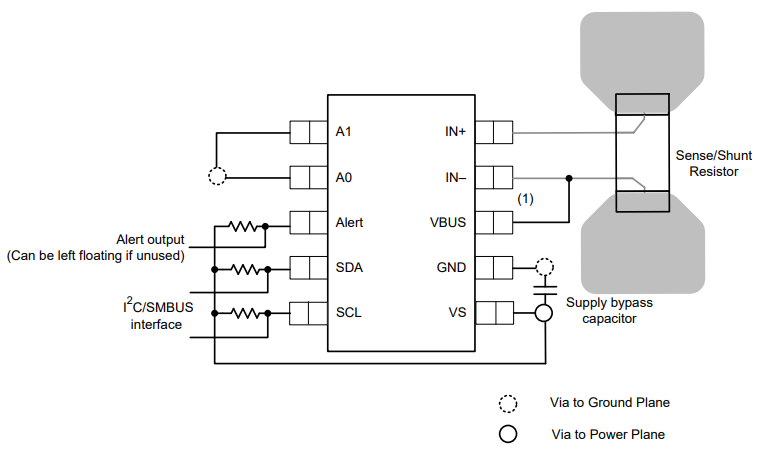 A1
IN+
A0
IN–
Sense/Shunt
Resistor
(1)
Alert
VBUS
Alert output
(Can be left floating if unused)
SDA
GND
I2C/SMBUS
interface
SCL
VS
Supply bypass
capacitor
Via to Ground Plane
Via to Power Plane